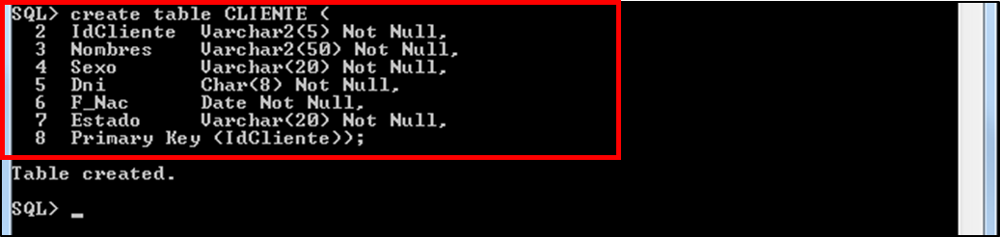 SQL> create table CLIENTE (
2 IdCliente Varchar2(5) Not Null,
3 Nombres Varchar2(50) Not Null,
4 Sexo Varchar(20) Not Null,
5 Dni Char(8) Not Null,
6 F_Nac Date Not Null,
7 Estado Varchar(20) Not Null,
8 Primary Key (IdCliente));
Table created.
SQL> _